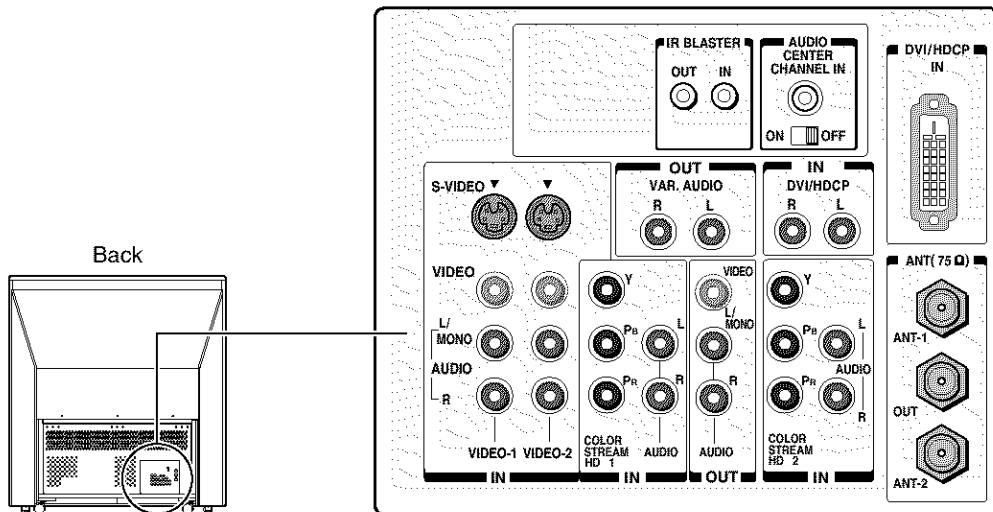 Back
IR BLASTER
OUT IN
AUDIO
CENTER
CHANNEL IN
ON OFF
DVI/HDCP
IN
S-VIDEO
OUT
VAR. AUDIO
R L
IN
DVI/HDCP
R L
VIDEO
L/
MONO
AUDIO
R
VIDEO-1 VIDEO-2
IN
Y
PB
PR
L
R
COLOR
STREAM
HD 1
AUDIO
IN
VIDEO
L/
MONO
R
AUDIO
OUT
Y
PB
PR
L
AUDIO
R
COLOR
STREAM
HD 2
IN
ANT(75Ω)
ANT-1
OUT
ANT-2